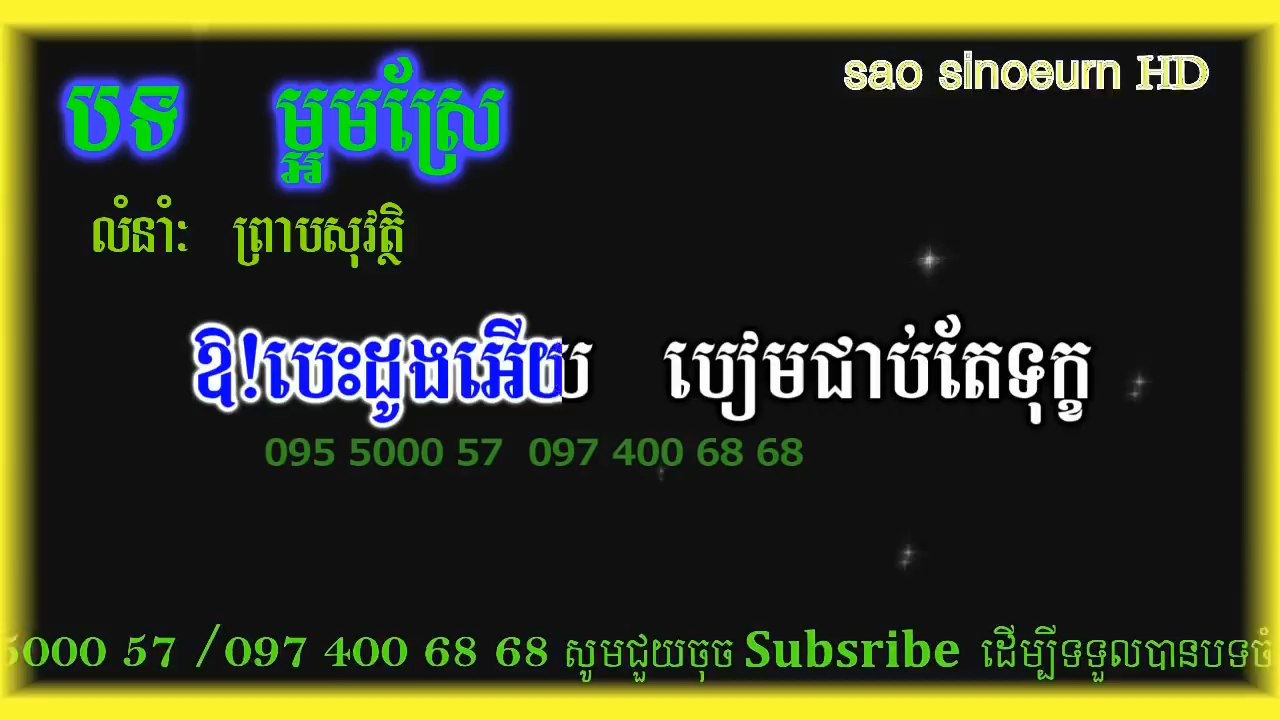 sao sinoeurn HD
បទ ម្អមស្រែ
លំនាំៈ ព្រាបសុវត្ថិ
ឱ!បេះដូងអើយ បៀមជាប់តែទុក្ខ
095 5000 57 097 400 68 68
5000 57 /097 400 68 68 សូមជួយចុច Subsribe ដើម្បីទទួលបានបទចំ